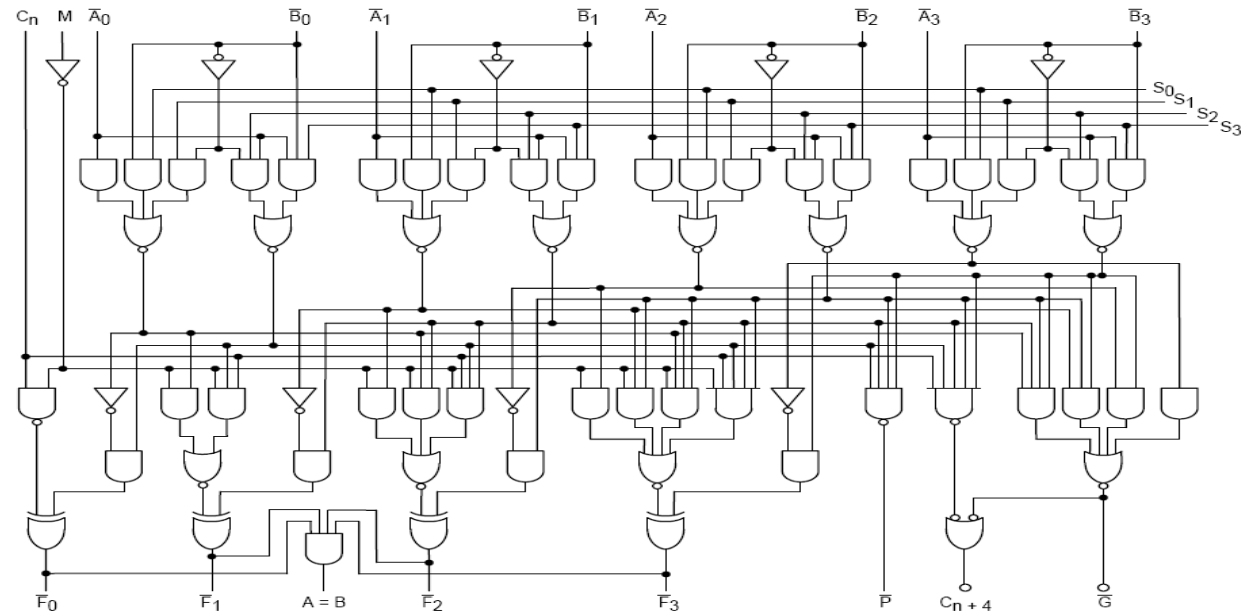 Cn M A̅0 B̅0 A̅1 B̅1 A̅2 B̅2 A̅3 B̅3
S0
S1
S2
S3
F̅0 F̅1 A = B F̅2 F̅3 P̅ Cn + 4 G̅